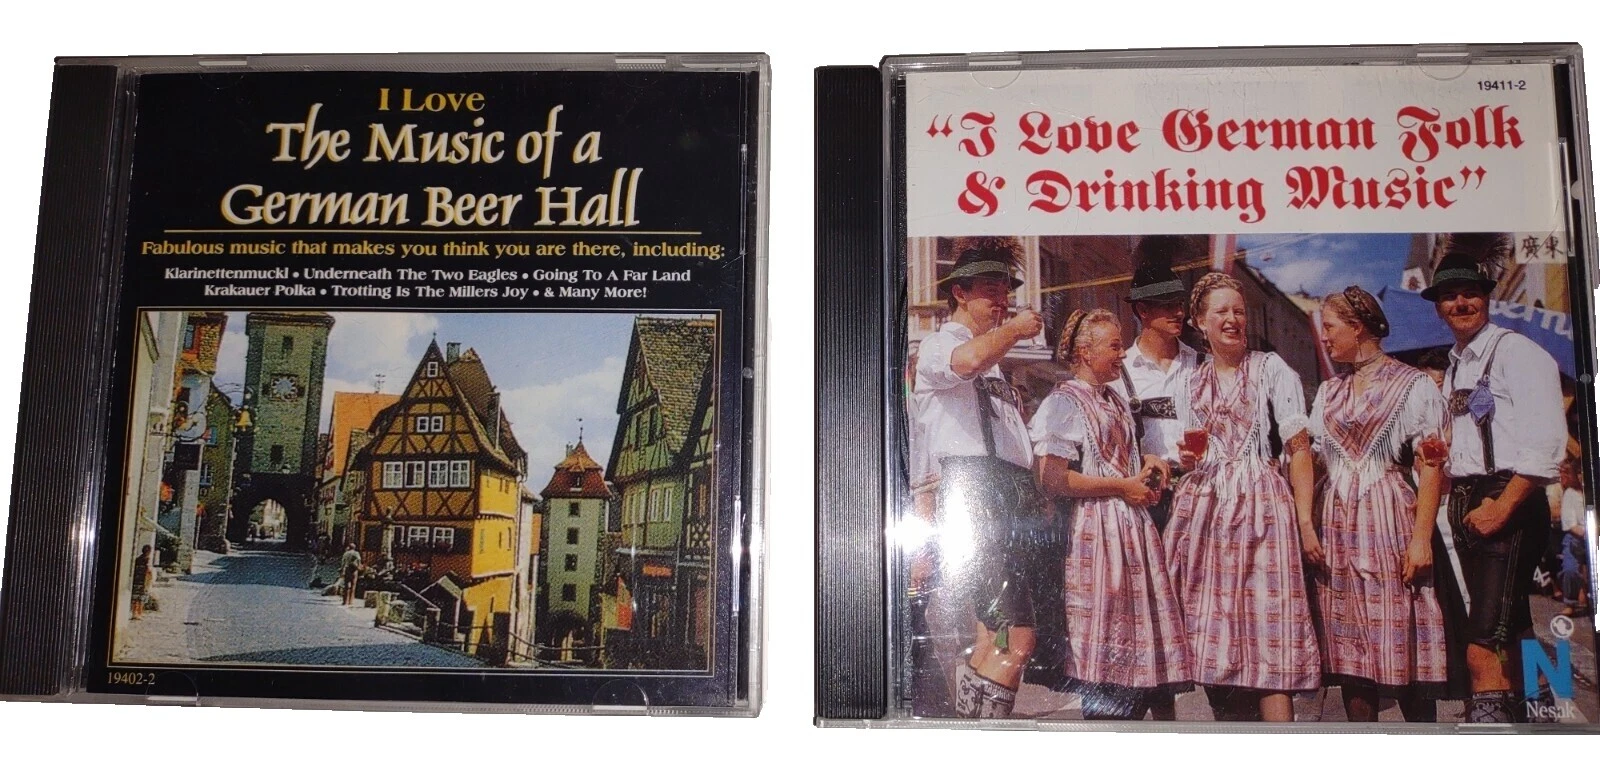 I Love
The Music of a
German Beer Hall
Fabulous music that makes you think you are there, including:
Klarinettenmuckl • Underneath The Two Eagles • Going To A Far Land
Krakauer Polka • Trotting Is The Millers Joy • & Many More!
19402-2
19411-2
“I Love German Folk
& Drinking Music”
廣東
N
Nesak